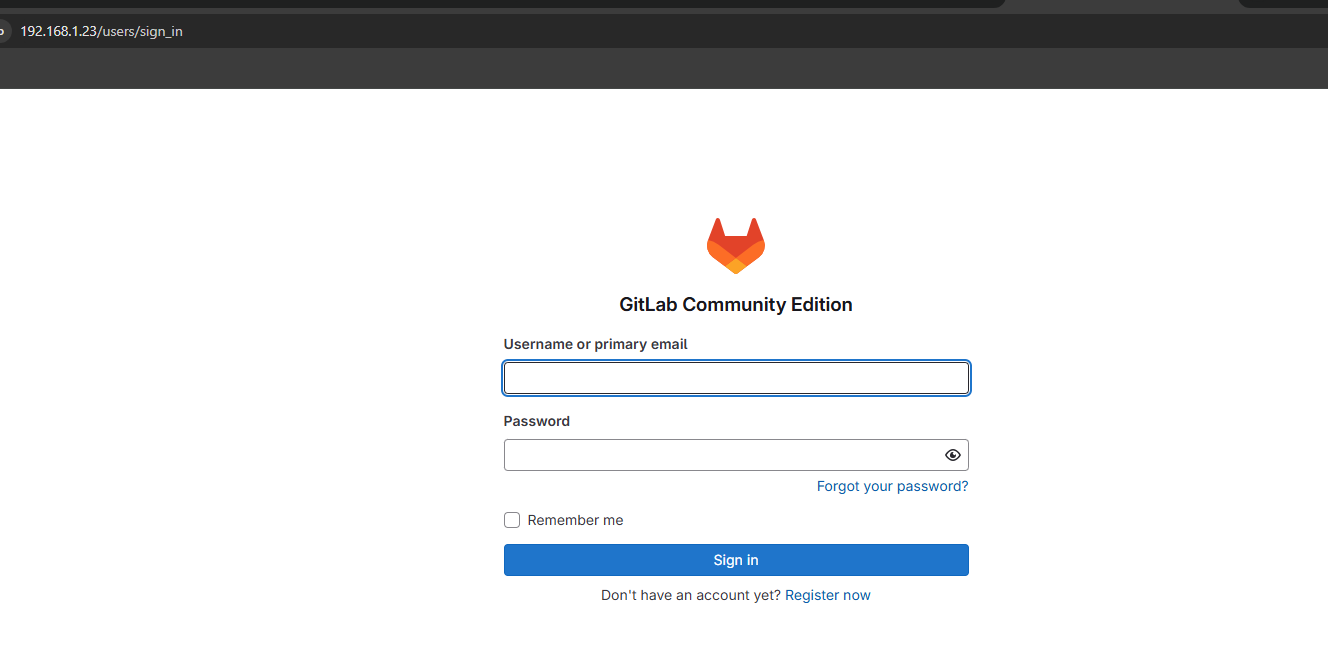 192.168.1.23/users/sign_in
GitLab Community Edition
Username or primary email
Password
Forgot your password?
Remember me
Sign in
Don't have an account yet? Register now